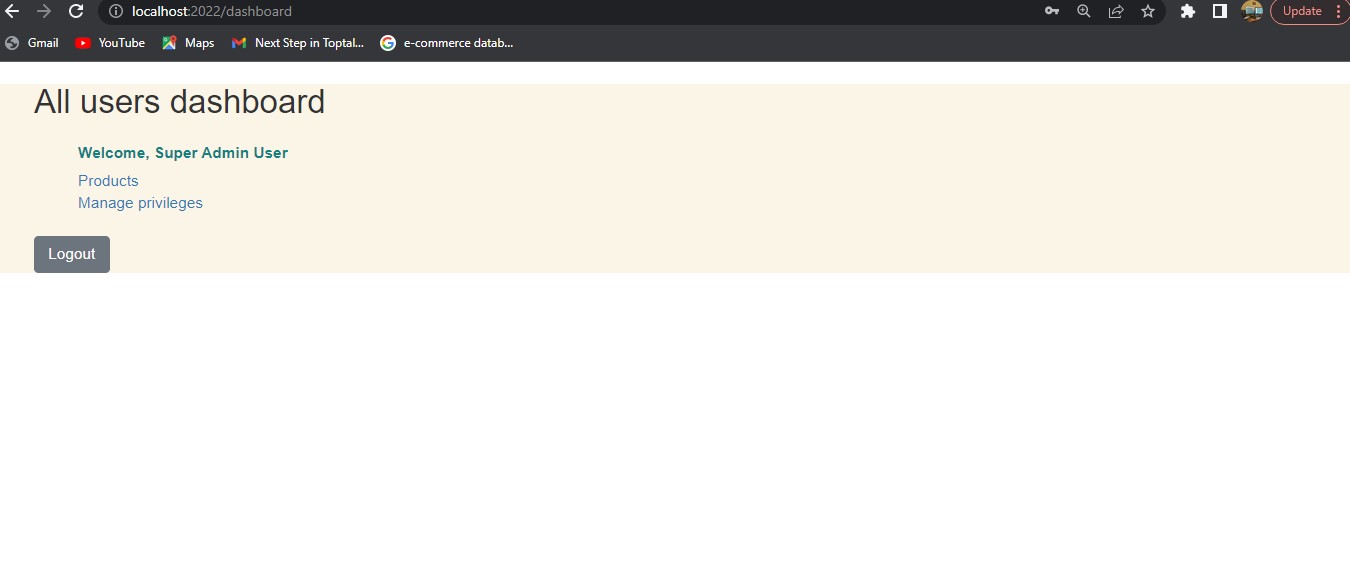 localhost:2022/dashboard
Update
Gmail
YouTube
Maps
Next Step in Toptal...
e-commerce datab...
All users dashboard
Welcome, Super Admin User
Products
Manage privileges
Logout